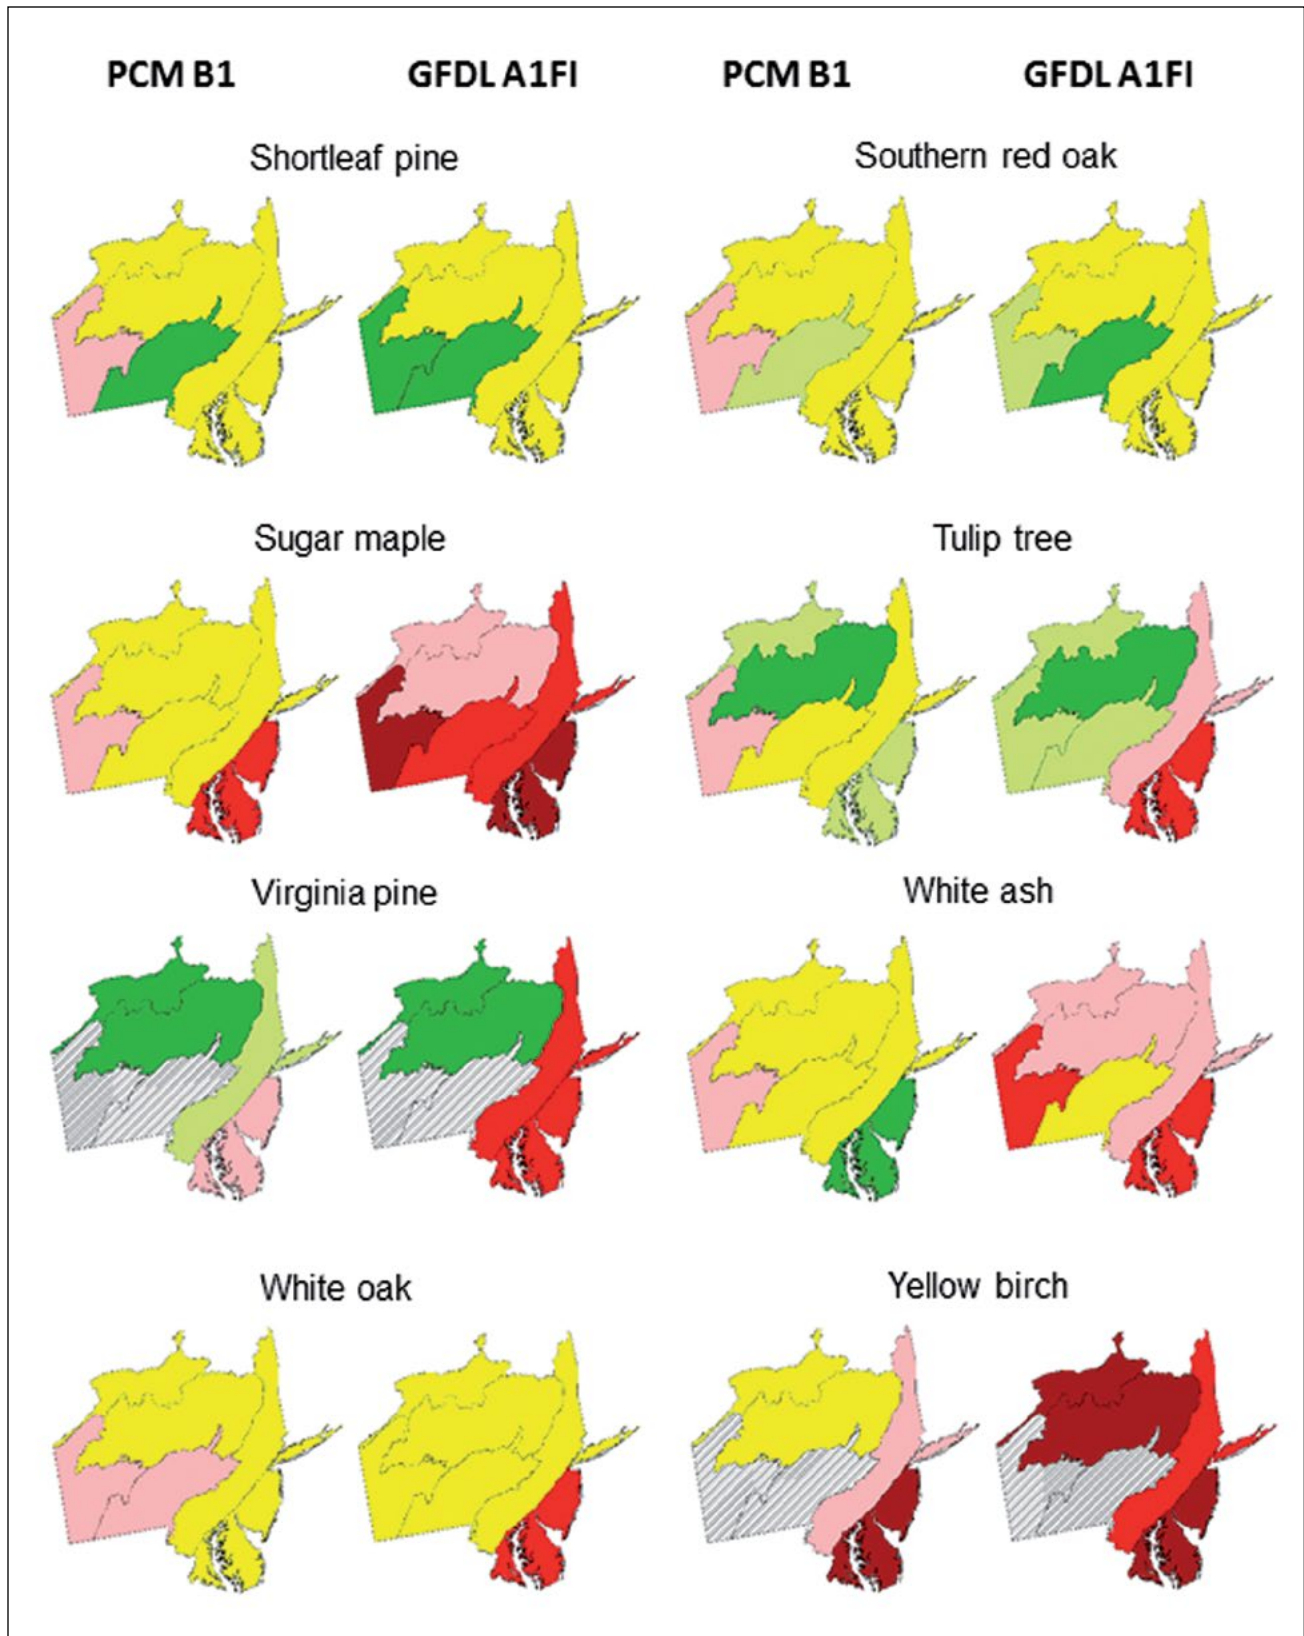 PCM B1 GFDL A1FI PCM B1 GFDL A1FI
Shortleaf pine Southern red oak
Sugar maple Tulip tree
Virginia pine White ash
White oak Yellow birch